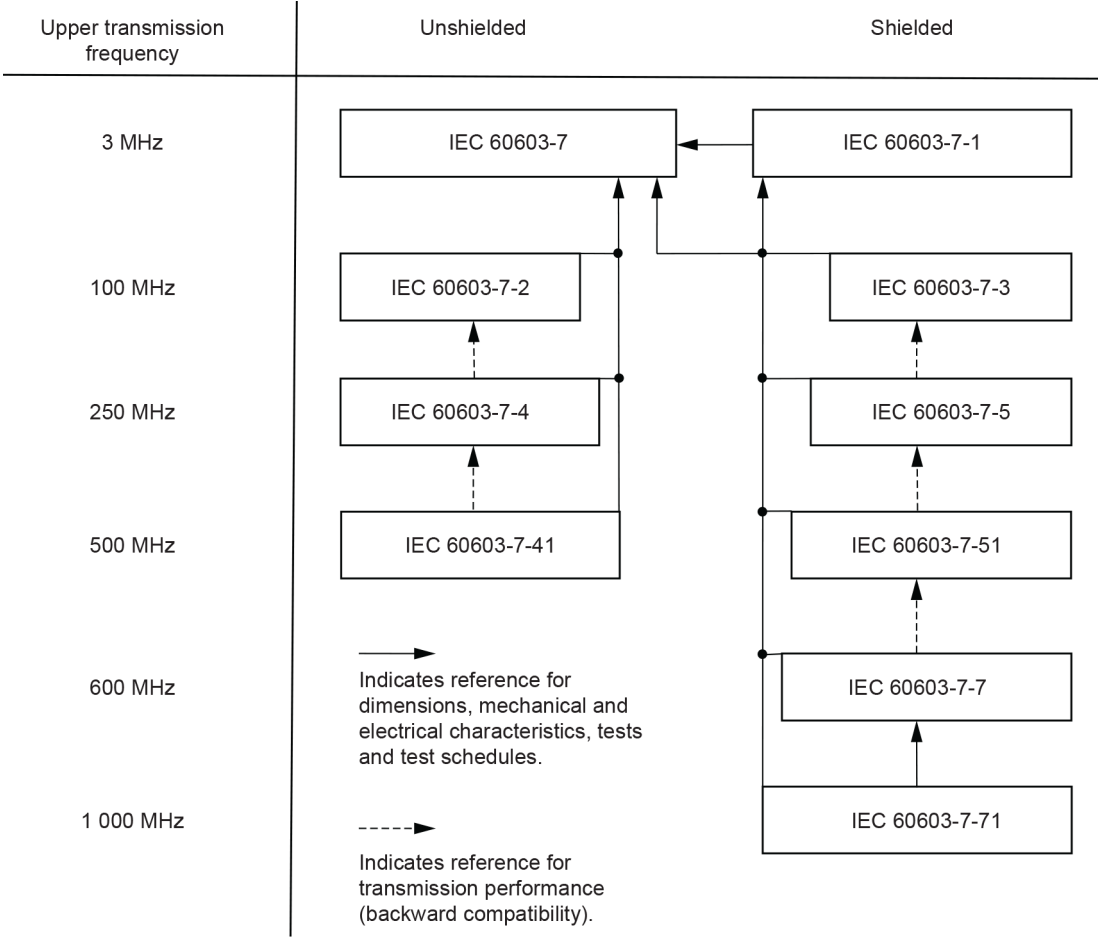 Upper transmission
frequency
Unshielded
Shielded
3 MHz
IEC 60603-7
IEC 60603-7-1
100 MHz
IEC 60603-7-2
IEC 60603-7-3
250 MHz
IEC 60603-7-4
IEC 60603-7-5
500 MHz
IEC 60603-7-41
IEC 60603-7-51
600 MHz
IEC 60603-7-7
1 000 MHz
IEC 60603-7-71
Indicates reference for
dimensions, mechanical and
electrical characteristics, tests
and test schedules.
Indicates reference for
transmission performance
(backward compatibility).